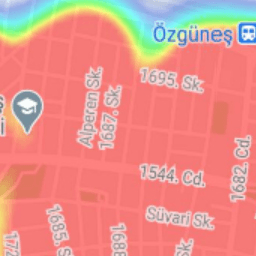 Özgüneş
1695. Sk.
Alperen Sk.
1687. Sk.
1544. Cd.
1682. Cd.
Süvari Sk.
1685.
Sk.